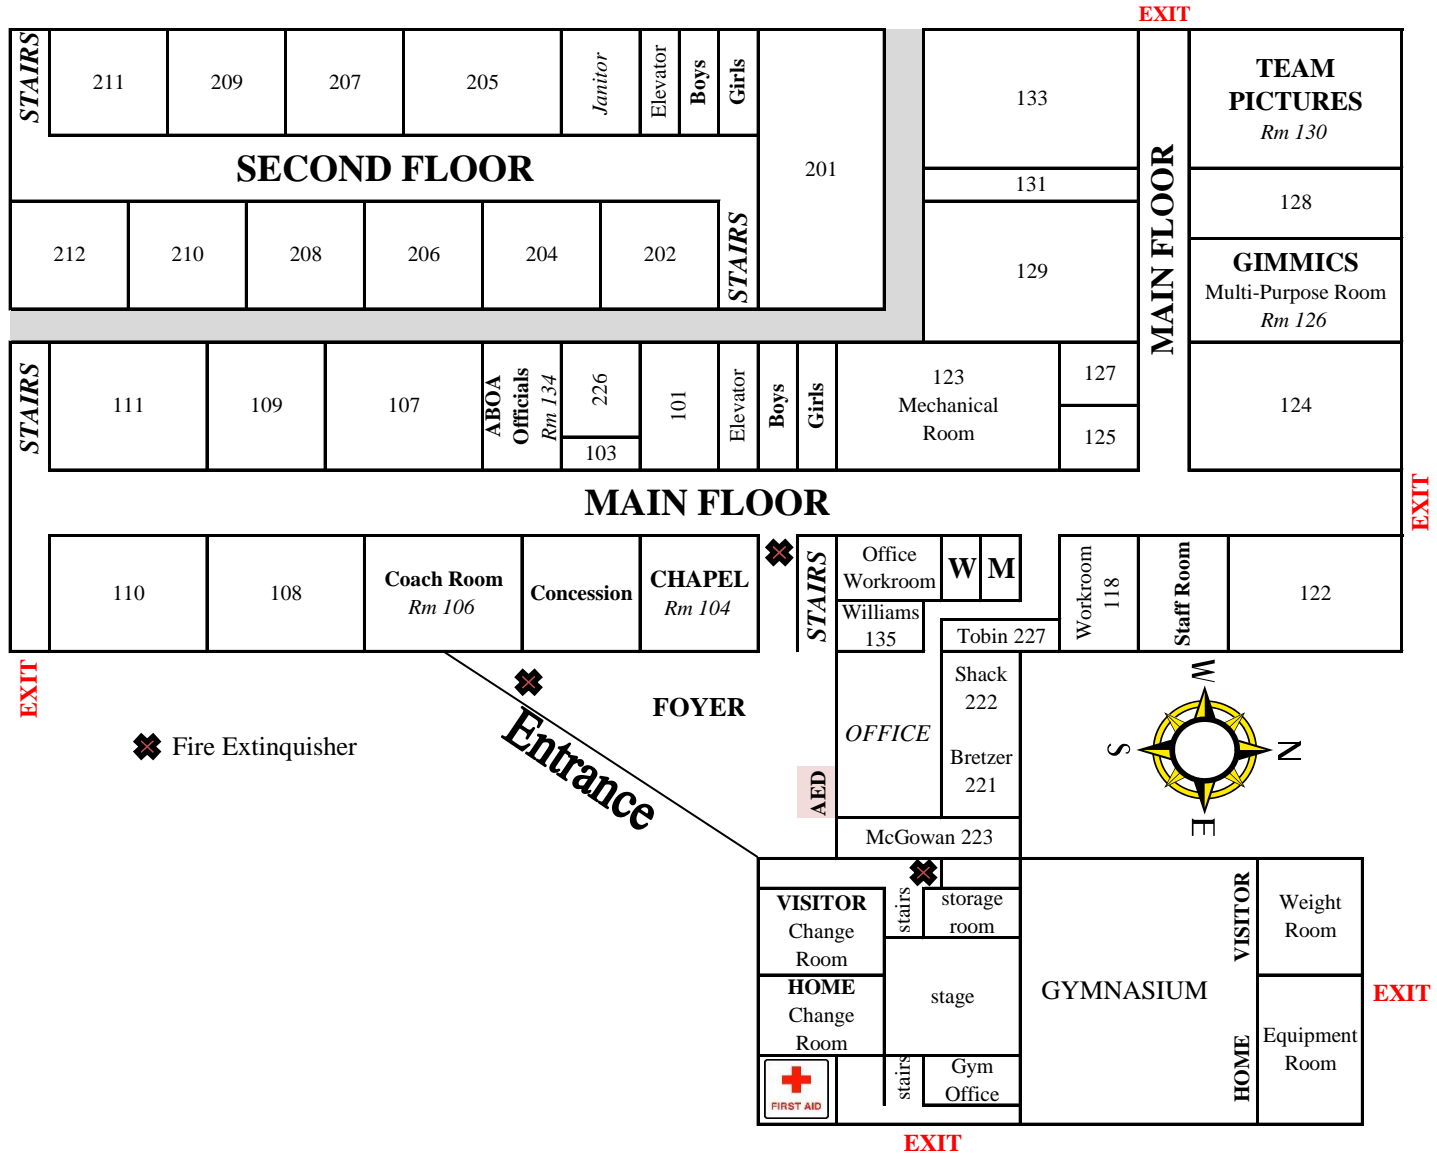 EXIT
STAIRS
211
209
207
205
Janitor
Elevator
Boys
Girls
201
SECOND FLOOR
212
210
208
206
204
202
STAIRS
133
131
129
MAIN FLOOR
TEAM
PICTURES
Rm 130
128
GIMMICS
Multi-Purpose Room
Rm 126
124
STAIRS
111
109
107
ABOA
Officials
Rm 134
226
103
101
Elevator
Boys
Girls
123
Mechanical
Room
127
125
MAIN FLOOR
EXIT
110
108
Coach Room
Rm 106
Concession
CHAPEL
Rm 104
STAIRS
Office
Workroom
W
M
Williams
135
Tobin 227
Workroom
118
Staff Room
122
EXIT
FOYER
Entrance
Fire Extinquisher
OFFICE
AED
Shack
222
Bretzer
221
McGowan 223
W
S
N
E
VISITOR
Change
Room
stairs
storage
room
HOME
Change
Room
stage
GYMNASIUM
VISITOR
HOME
Weight
Room
Equipment
Room
EXIT
FIRST AID
stairs
Gym
Office
EXIT